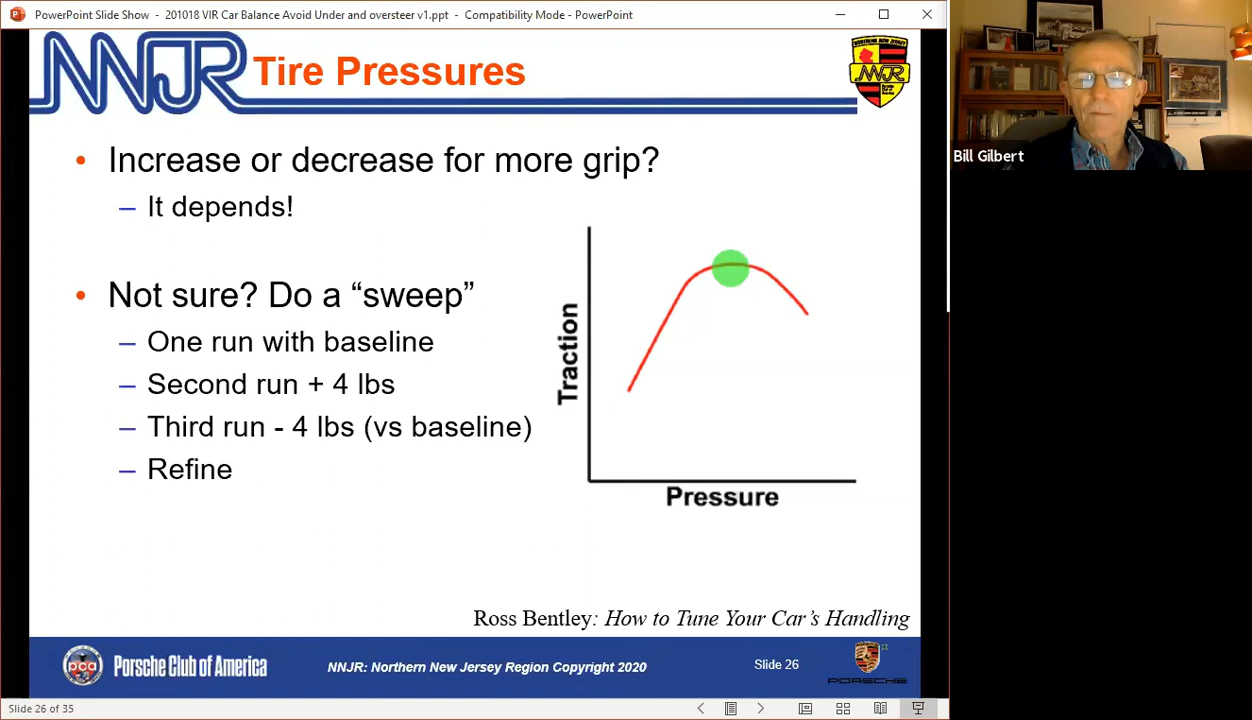 PowerPoint Slide Show - 201018 VIR Car Balance Avoid Under and oversteer v1.ppt - Compatibility Mode - PowerPoint
NNJR
Tire Pressures
NNJR
• Increase or decrease for more grip?
– It depends!
• Not sure? Do a “sweep”
– One run with baseline
– Second run + 4 lbs
– Third run - 4 lbs (vs baseline)
– Refine
Traction
Pressure
Ross Bentley: How to Tune Your Car’s Handling
pca
Porsche Club of America
NNJR: Northern New Jersey Region Copyright 2020
Slide 26
PORSCHE
Slide 26 of 35
Bill Gilbert